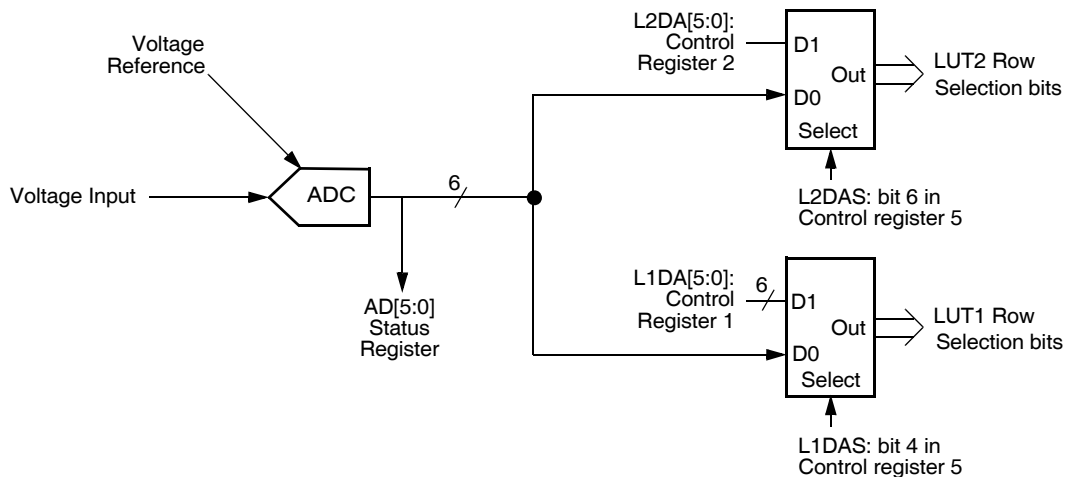 Voltage
Reference
Voltage Input
ADC
6
AD[5:0]
Status
Register
L2DA[5:0]:
Control
Register 2
D1
Out
D0
Select
LUT2 Row
Selection bits
L2DAS: bit 6 in
Control register 5
L1DA[5:0]:
Control
Register 1
6
D1
Out
D0
Select
LUT1 Row
Selection bits
L1DAS: bit 4 in
Control register 5